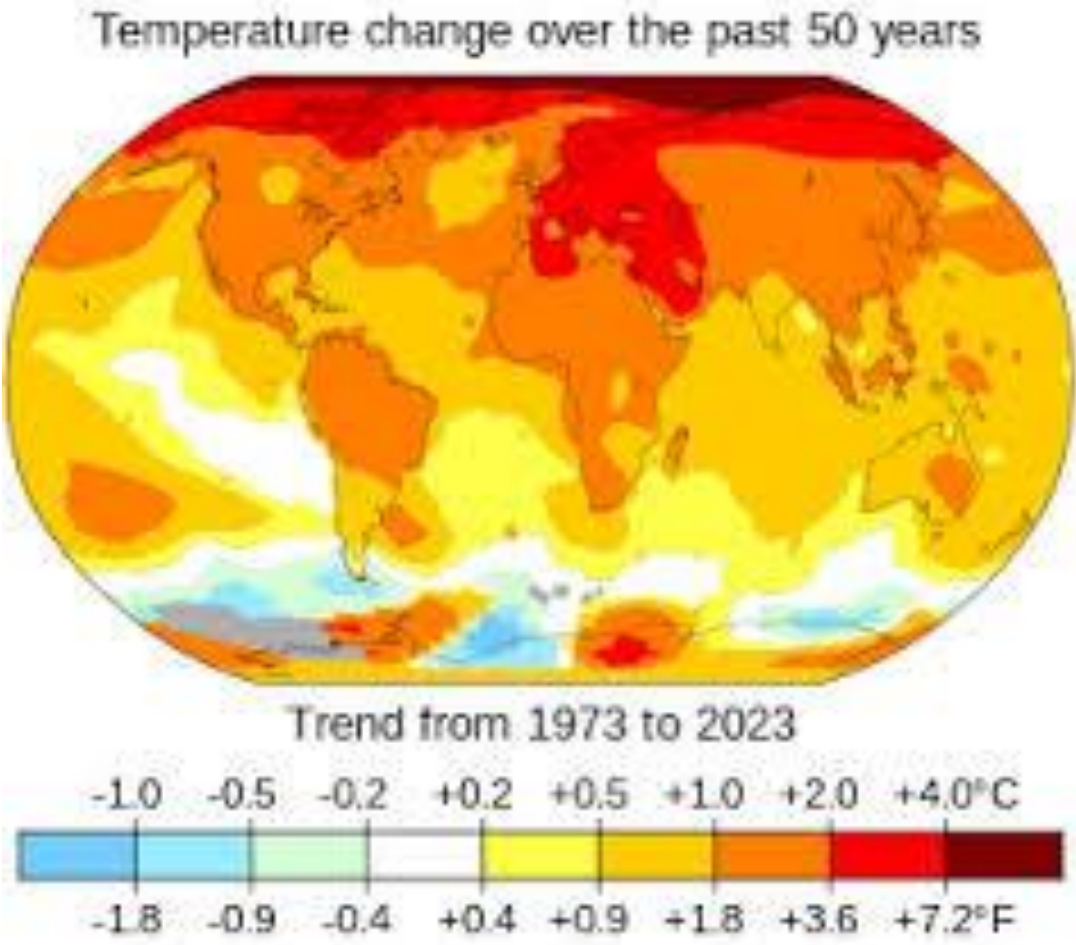 Temperature change over the past 50 years
Trend from 1973 to 2023
-1.0 -0.5 -0.2 +0.2 +0.5 +1.0 +2.0 +4.0°C
-1.8 -0.9 -0.4 +0.4 +0.9 +1.8 +3.6 +7.2°F